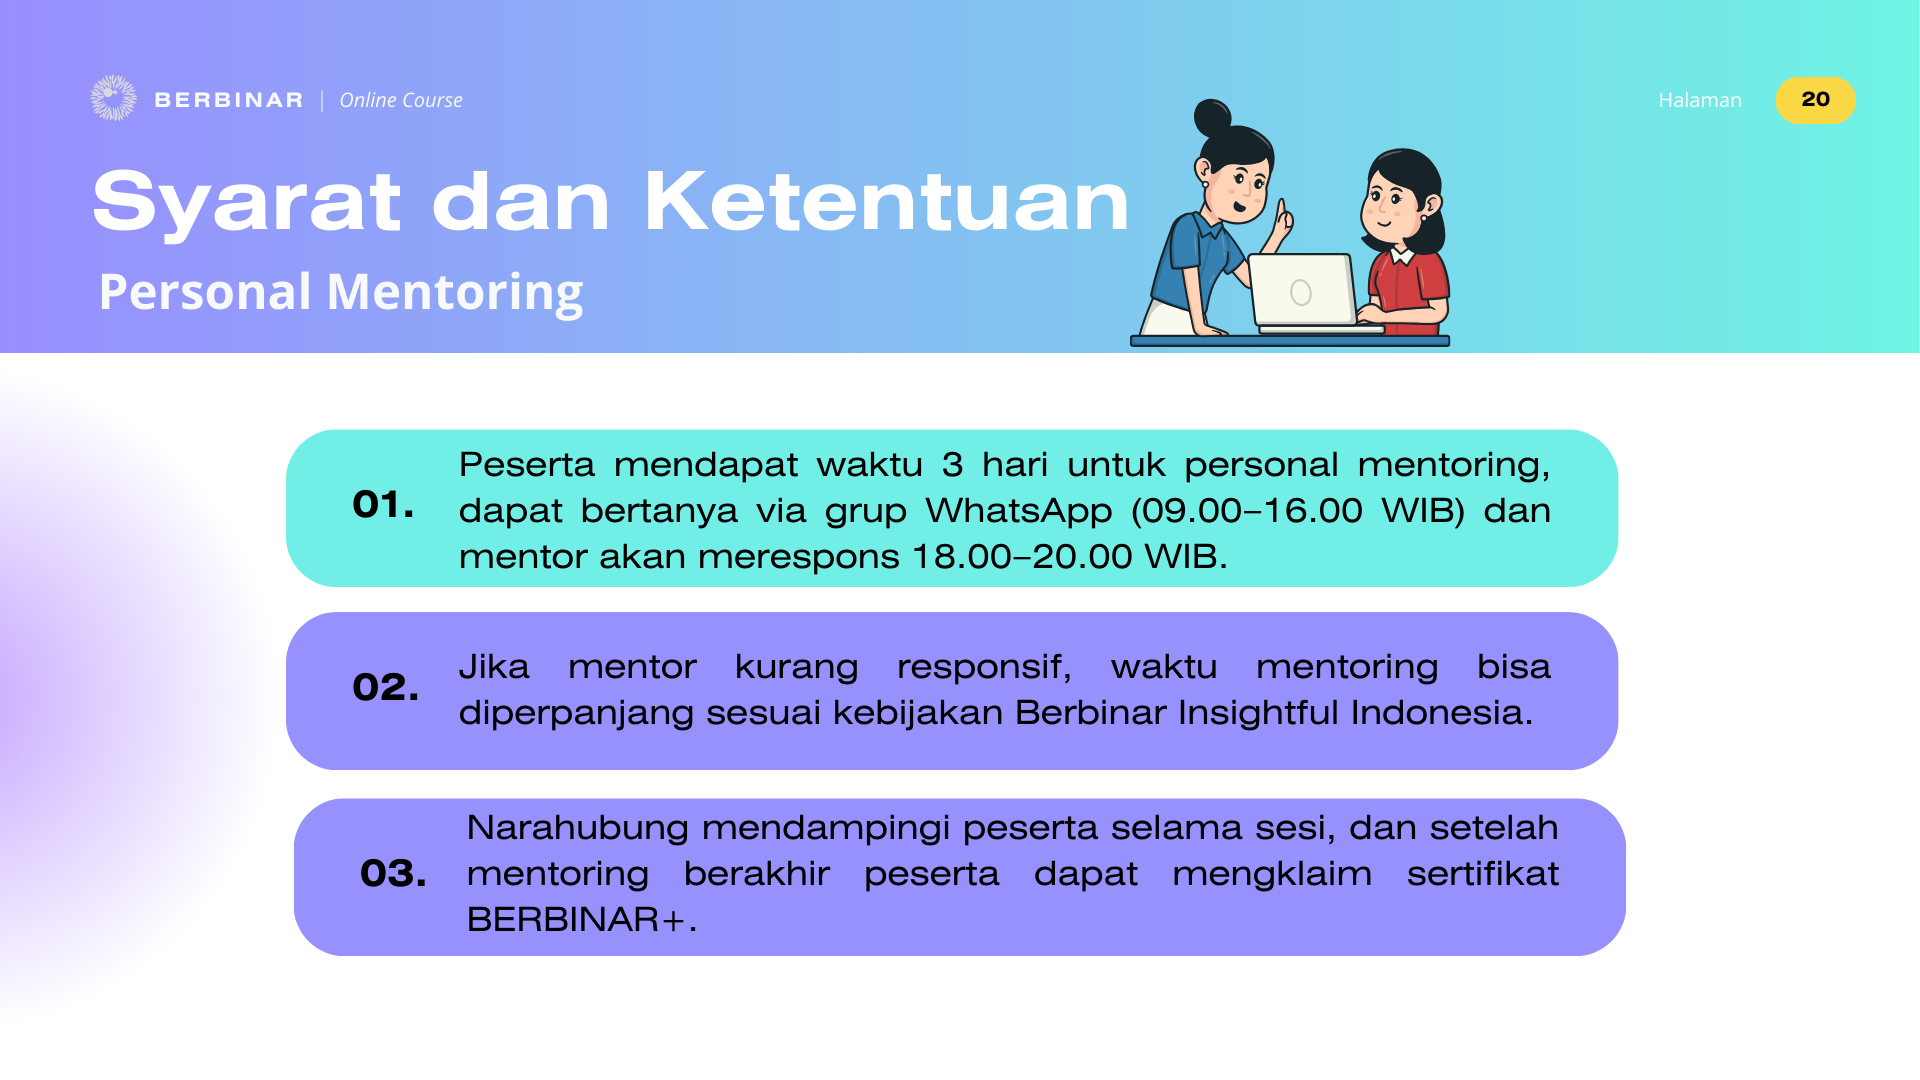 BERBINAR | Online Course
Halaman 20
Syarat dan Ketentuan
Personal Mentoring
01. Peserta mendapat waktu 3 hari untuk personal mentoring,
dapat bertanya via grup WhatsApp (09.00–16.00 WIB) dan
mentor akan merespons 18.00–20.00 WIB.
02. Jika mentor kurang responsif, waktu mentoring bisa
diperpanjang sesuai kebijakan Berbinar Insightful Indonesia.
03. Narahubung mendampingi peserta selama sesi, dan setelah
mentoring berakhir peserta dapat mengklaim sertifikat
BERBINAR+.